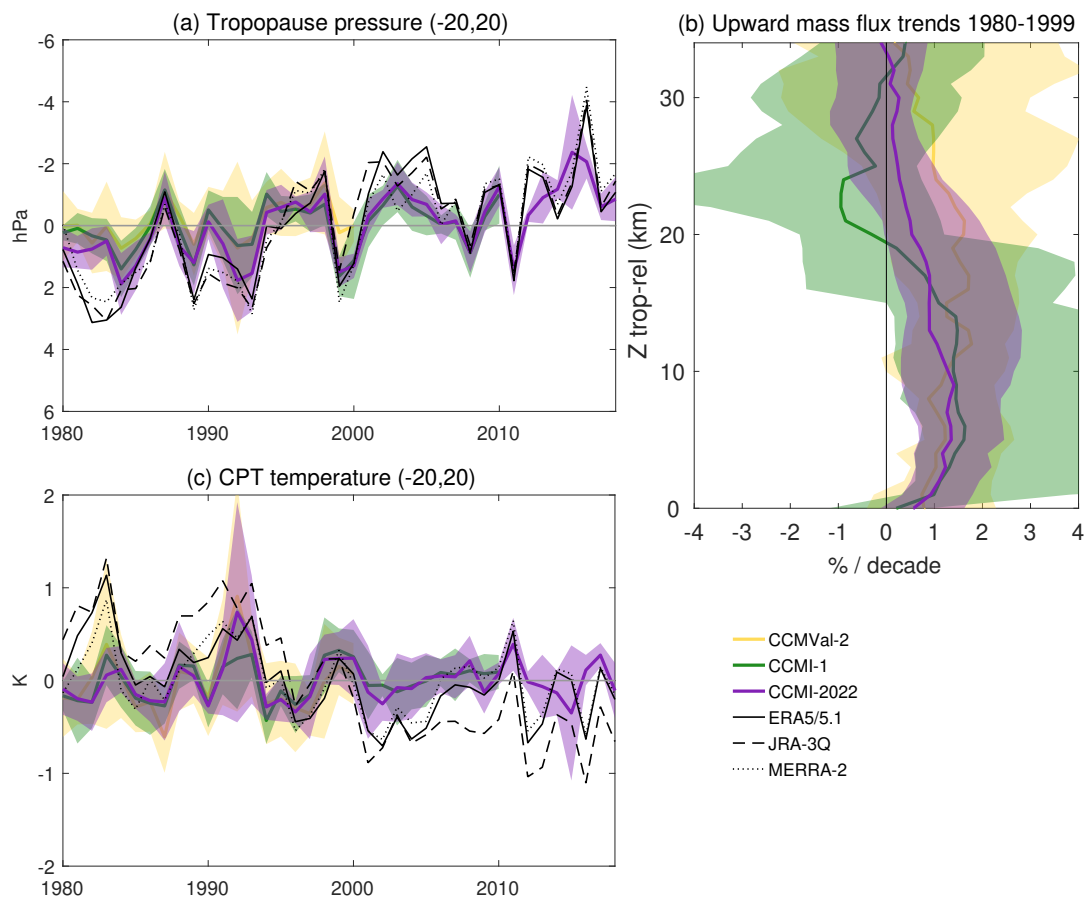 (a) Tropopause pressure (-20,20)
-6
-4
-2
0
2
4
6
hPa
1980
1990
2000
2010
(b) Upward mass flux trends 1980-1999
30
20
10
0
Z trop-rel (km)
-4
-3
-2
-1
0
1
2
3
4
% / decade
(c) CPT temperature (-20,20)
2
1
0
-1
-2
K
1980
1990
2000
2010
CCMVal-2
CCMI-1
CCMI-2022
ERA5/5.1
JRA-3Q
MERRA-2